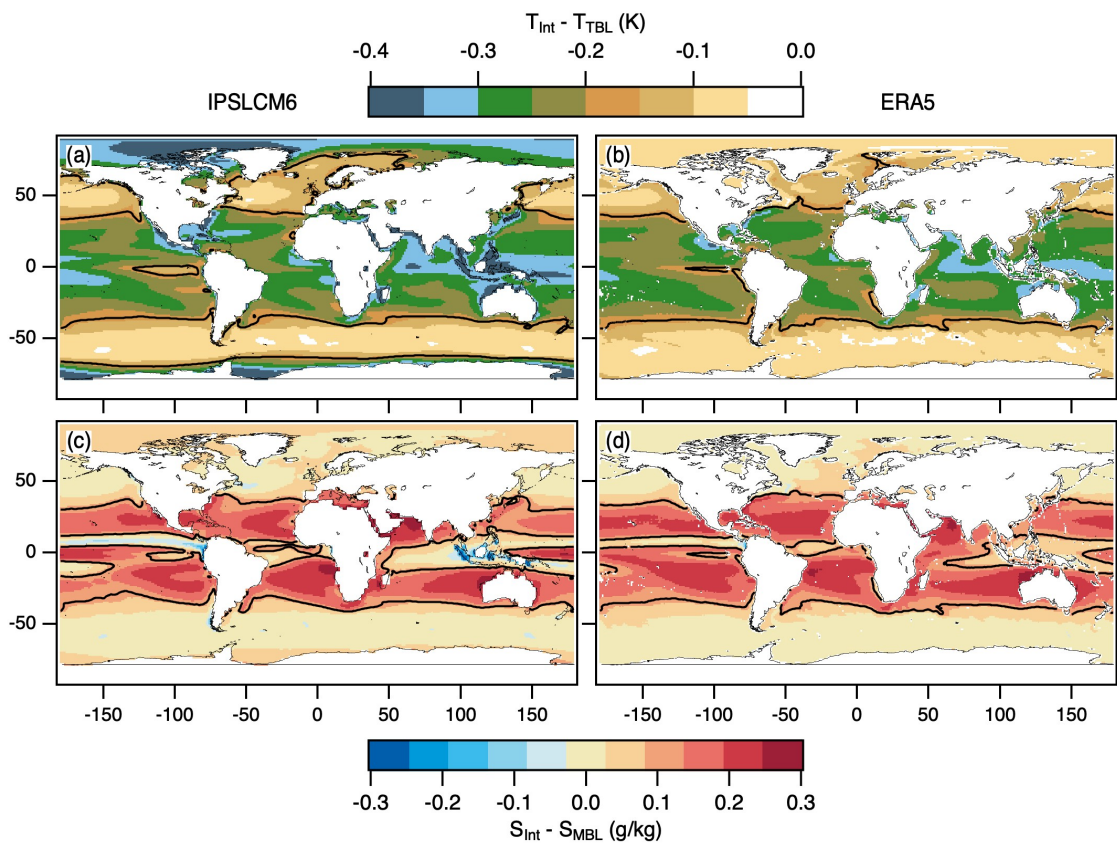 T_Int - T_TBL (K)
-0.4 -0.3 -0.2 -0.1 0.0
IPSLCM6 ERA5
(a) (b)
50
0
-50
(c) (d)
50
0
-50
-150 -100 -50 0 50 100 150 -150 -100 -50 0 50 100 150
-0.3 -0.2 -0.1 0.0 0.1 0.2 0.3
S_Int - S_MBL (g/kg)